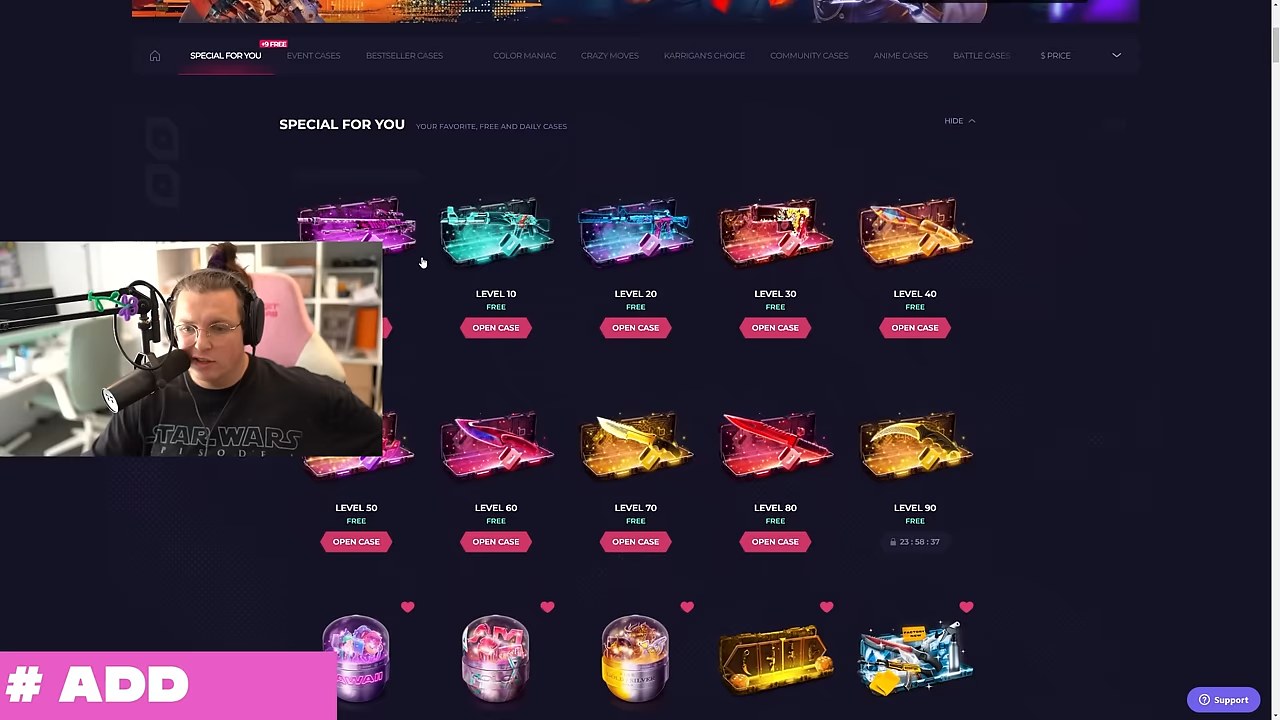 +9 FREE
SPECIAL FOR YOU
EVENT CASES
BESTSELLER CASES
COLOR MANIAC
CRAZY MOVES
KARRIGAN'S CHOICE
COMMUNITY CASES
ANIME CASES
BATTLE CASES
$ PRICE
SPECIAL FOR YOU
YOUR FAVORITE, FREE AND DAILY CASES
HIDE
LEVEL 10
LEVEL 20
LEVEL 30
LEVEL 40
FREE
FREE
FREE
FREE
OPEN CASE
OPEN CASE
OPEN CASE
OPEN CASE
STAR WARS
EPISODE
LEVEL 50
LEVEL 60
LEVEL 70
LEVEL 80
LEVEL 90
FREE
FREE
FREE
FREE
FREE
OPEN CASE
OPEN CASE
OPEN CASE
OPEN CASE
23 : 58 : 37
FACTORY NEW
# ADD
Support